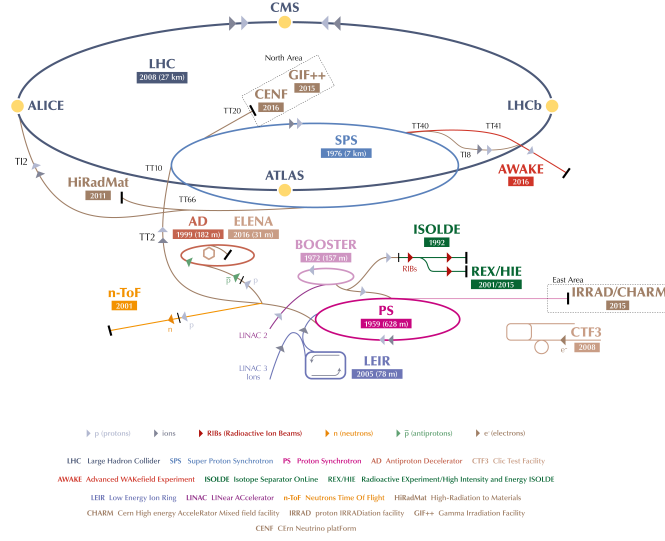 CMS
North Area
LHC
2008 (27 km)
GIF++
2015
CENF
2016
ALICE
TT20
LHCb
TT40
TT41
SPS
1976 (7 km)
TI2
TT10
TI8
ATLAS
AWAKE
2016
HiRadMat
2011
TT66
AD
1999 (182 m)
ELENA
2016 (31 m)
TT2
ISOLDE
1992
BOOSTER
1972 (157 m)
RIBs
REX/HIE
2001/2015
p
p
East Area
n-ToF
2001
IRRAD/CHARM
2015
PS
1959 (628 m)
n
p
LINAC 2
CTF3
2008
e-
LINAC 3
Ions
LEIR
2005 (78 m)
p (protons) ions RIBs (Radioactive Ion Beams) n (neutrons) p̅ (antiprotons) e- (electrons)
LHC Large Hadron Collider SPS Super Proton Synchrotron PS Proton Synchrotron AD Antiproton Decelerator CTF3 Clic Test Facility
AWAKE Advanced WAKefield Experiment ISOLDE Isotope Separator OnLine REX/HIE Radioactive EXperiment/High Intensity and Energy ISOLDE
LEIR Low Energy Ion Ring LINAC LINear ACcelerator n-ToF Neutrons Time Of Flight HiRadMat High-Radiation to Materials
CHARM Cern High energy AcceleRator Mixed field facility IRRAD proton IRRADiation facility GIF++ Gamma Irradiation Facility
CENF CErn Neutrino platForm